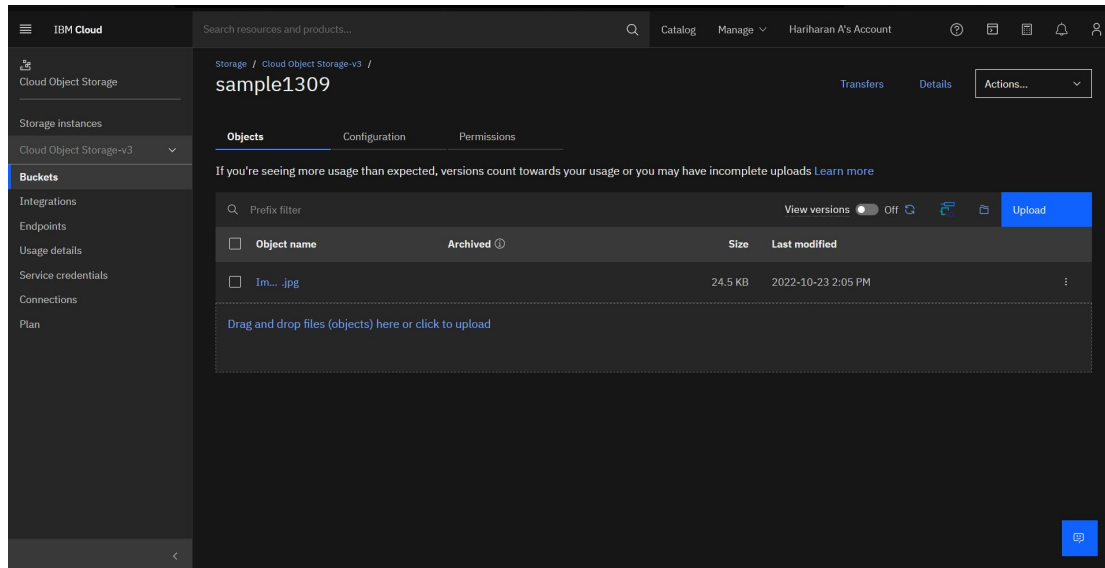 IBM Cloud
Search resources and products...
Catalog
Manage
Hariharan A's Account
Cloud Object Storage
Storage instances
Cloud Object Storage-v3
Buckets
Integrations
Endpoints
Usage details
Service credentials
Connections
Plan
Storage / Cloud Object Storage-v3 /
sample1309
Transfers
Details
Actions...
Objects
Configuration
Permissions
If you're seeing more usage than expected, versions count towards your usage or you may have incomplete uploads Learn more
Prefix filter
View versions Off
Upload
Object name Archived Size Last modified
Im... .jpg 24.5 KB 2022-10-23 2:05 PM
Drag and drop files (objects) here or click to upload